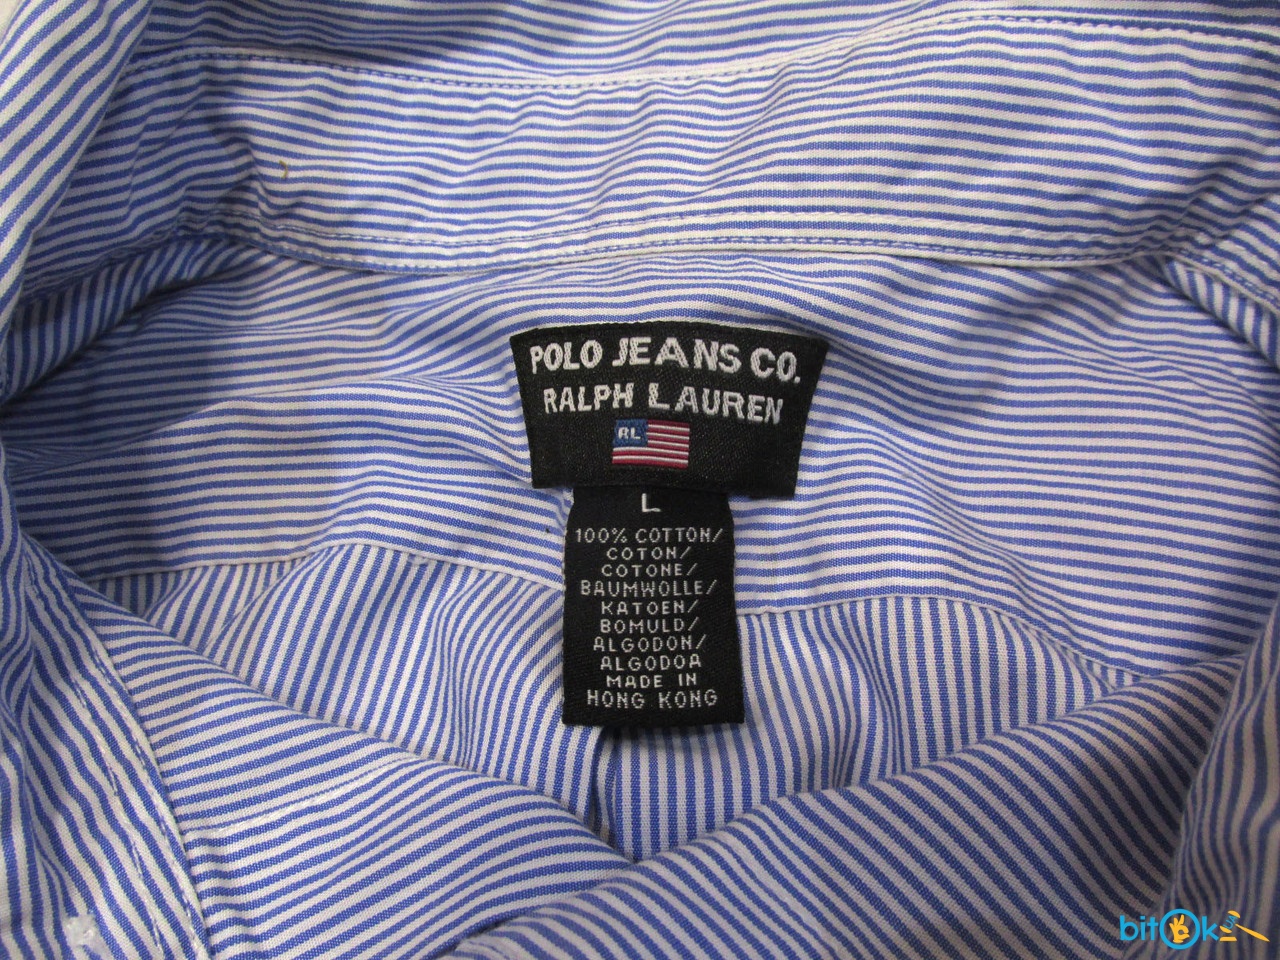 POLO JEANS CO.
RALPH LAUREN
RL
L
100% COTTON/
COTON/
COTONE/
BAUMWOLLE/
KATOEN/
BOMULD/
ALGODON/
ALGODOA
MADE IN
HONG KONG
bitOk